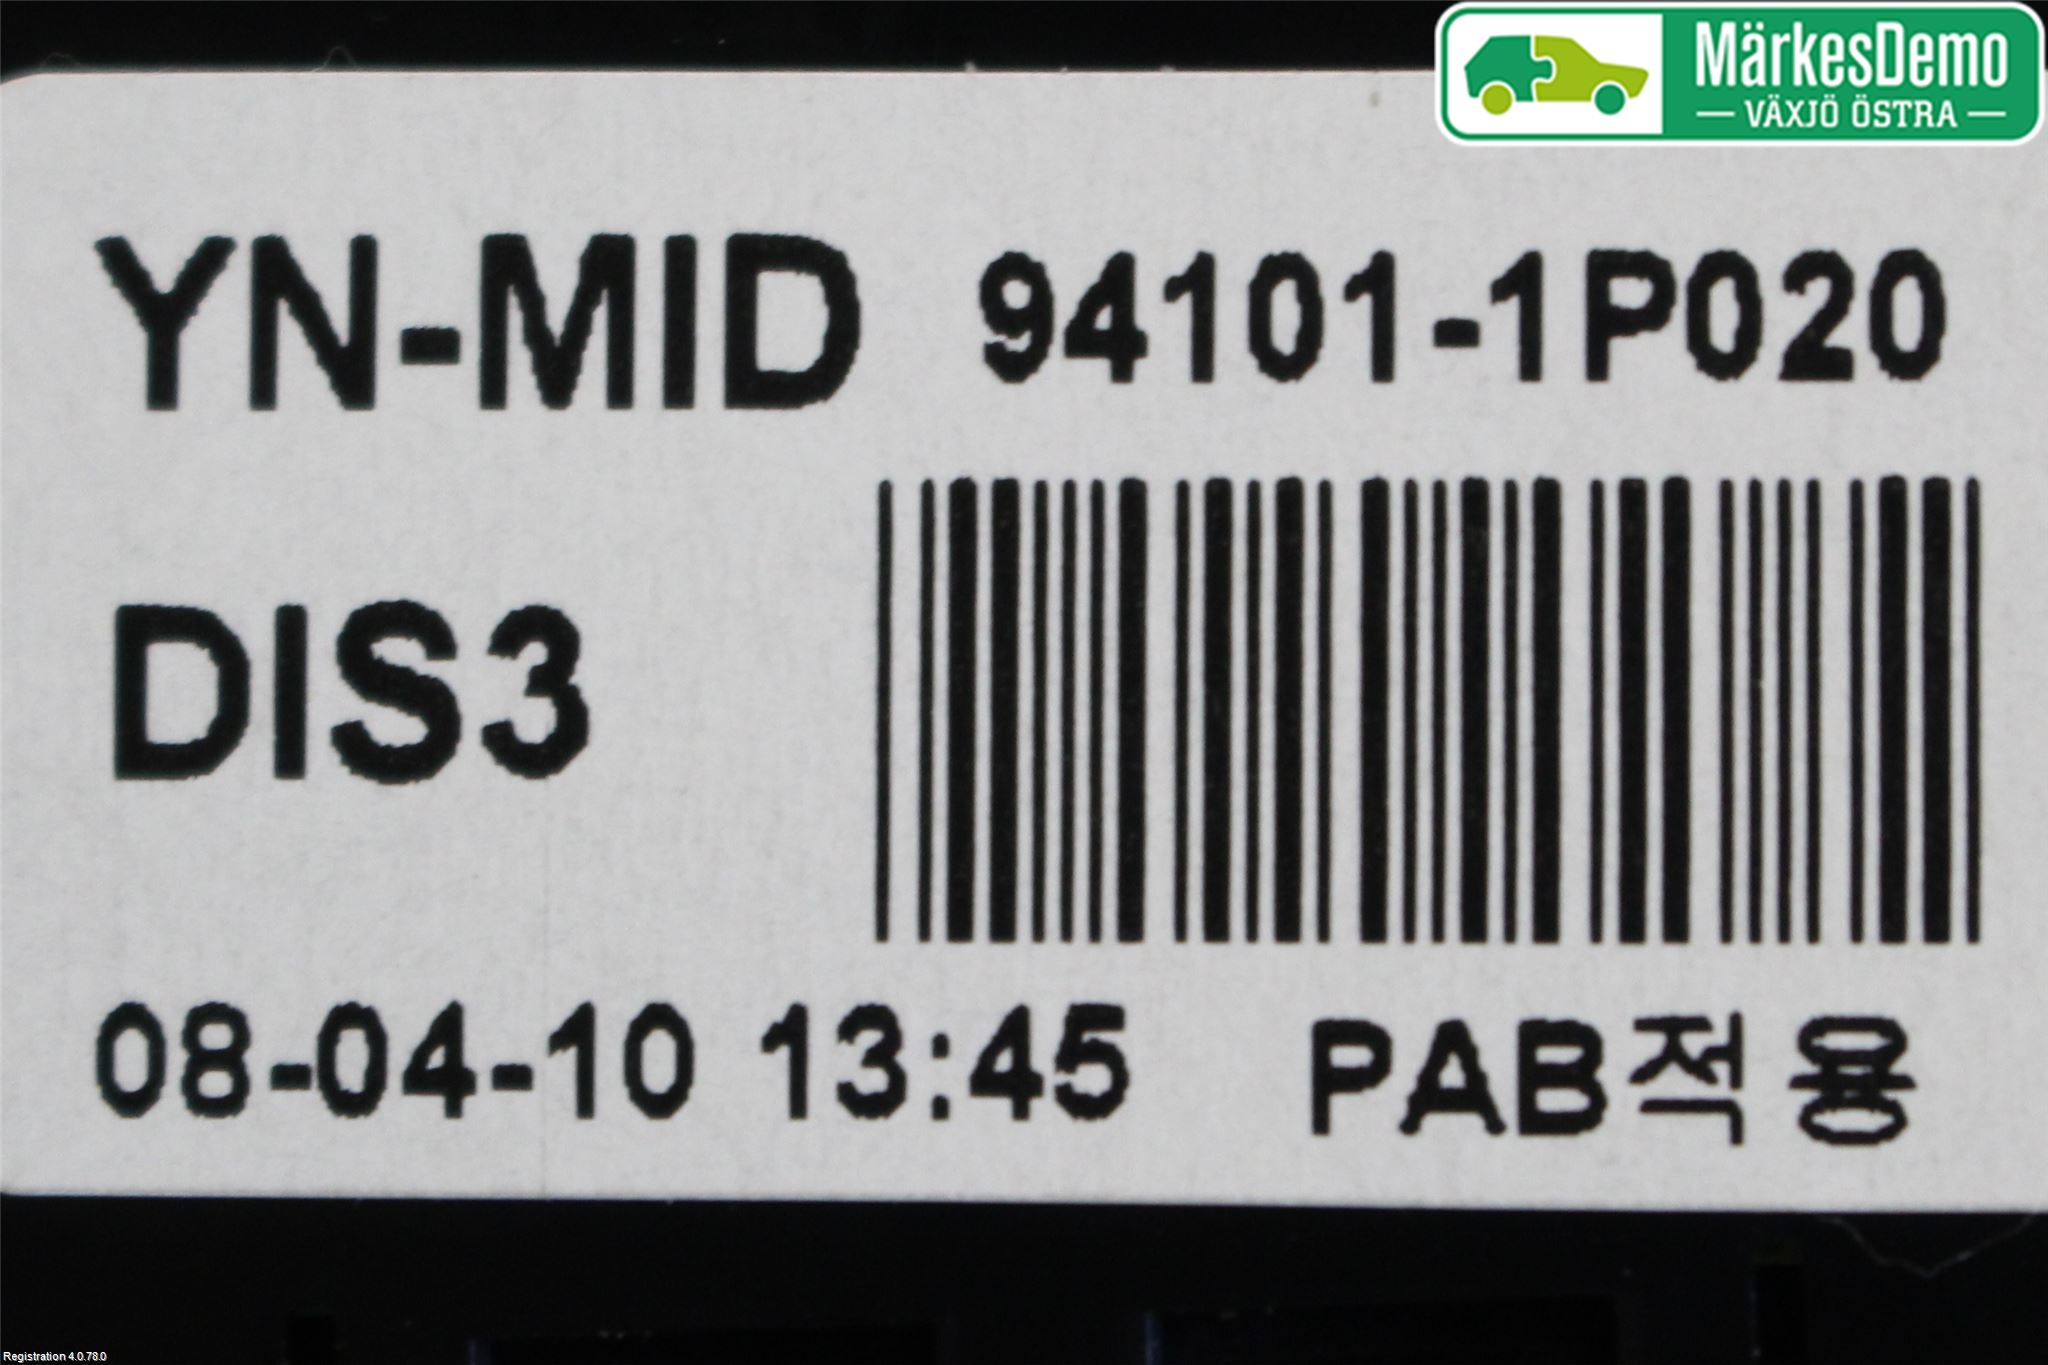 MärkesDemo
VÄXJÖ ÖSTRA
YN-MID 94101-1P020
DIS3
08-04-10 13:45 PAB적용
Registration 4.0.78.0